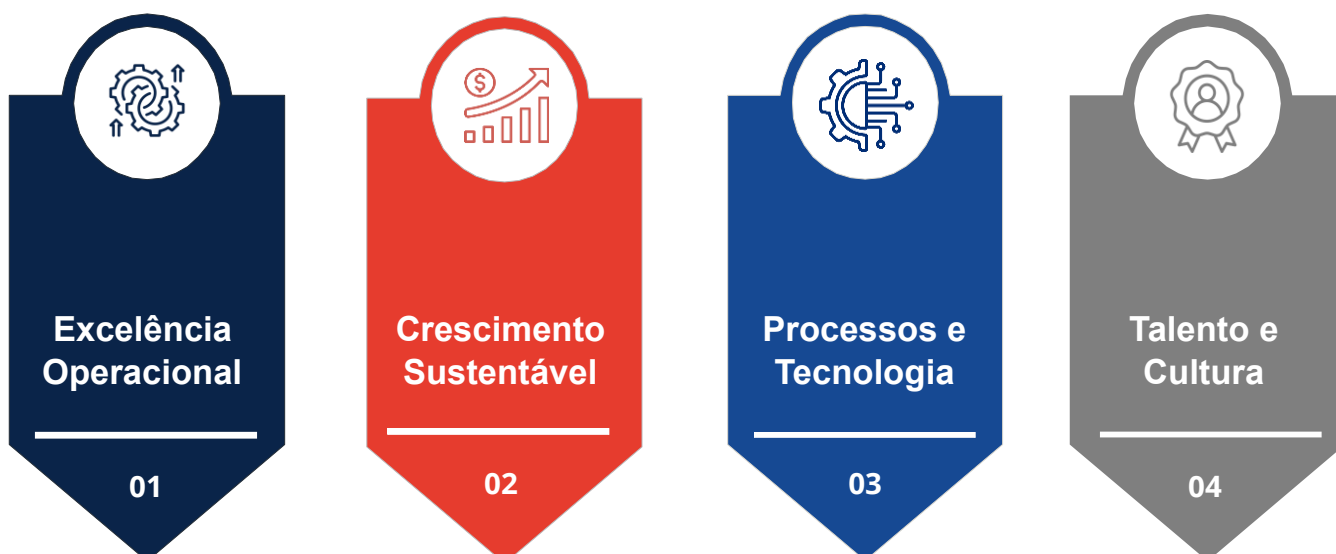 $
Excelência
Operacional
01
$
Crescimento
Sustentável
02
Processos e
Tecnologia
03
Talento e
Cultura
04